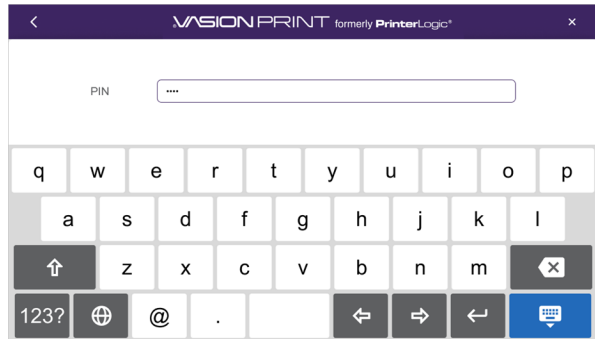 VASION PRINT formerly PrinterLogic®
PIN ••••
q w e r t y u i o p
a s d f g h j k l
z x c v b n m
123? @ .